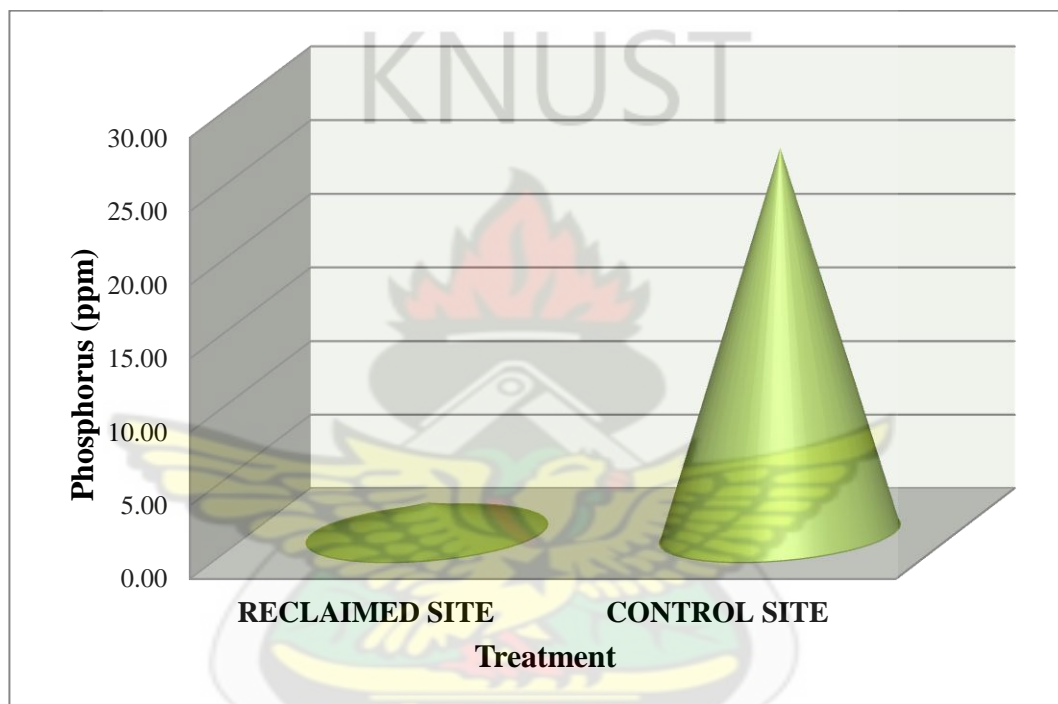 KNUST
30.00
25.00
20.00
15.00
10.00
5.00
0.00
Phosphorus (ppm)
RECLAIMED SITE CONTROL SITE
Treatment